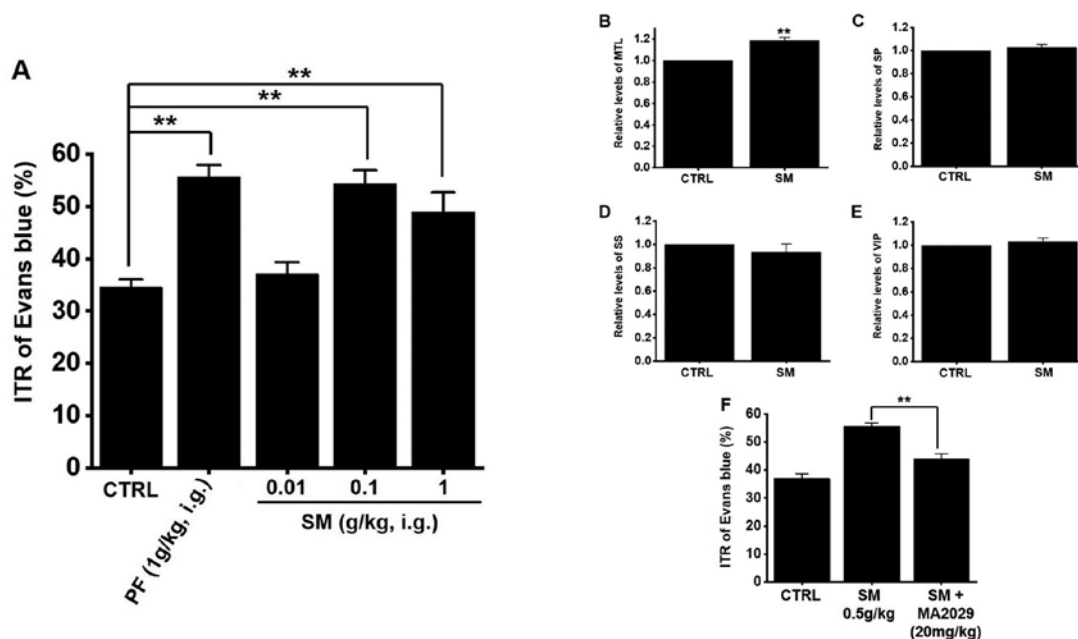 A
ITR of Evans blue (%)
60
50
40
30
20
10
0
**
**
**
CTRL
PF (1g/kg, i.g.)
0.01 0.1 1
SM (g/kg, i.g.)
B
Relative levels of MTL
1.2
1.0
0.8
0.6
0.4
0.2
0.0
**
CTRL SM
C
Relative levels of SP
1.2
1.0
0.8
0.6
0.4
0.2
0.0
CTRL SM
D
Relative levels of SS
1.2
1.0
0.8
0.6
0.4
0.2
0.0
CTRL SM
E
Relative levels of VIP
1.2
1.0
0.8
0.6
0.4
0.2
0.0
CTRL SM
F
ITR of Evans blue (%)
60
50
40
30
20
10
0
**
CTRL SM SM +
0.5g/kg MA2029
(20mg/kg)